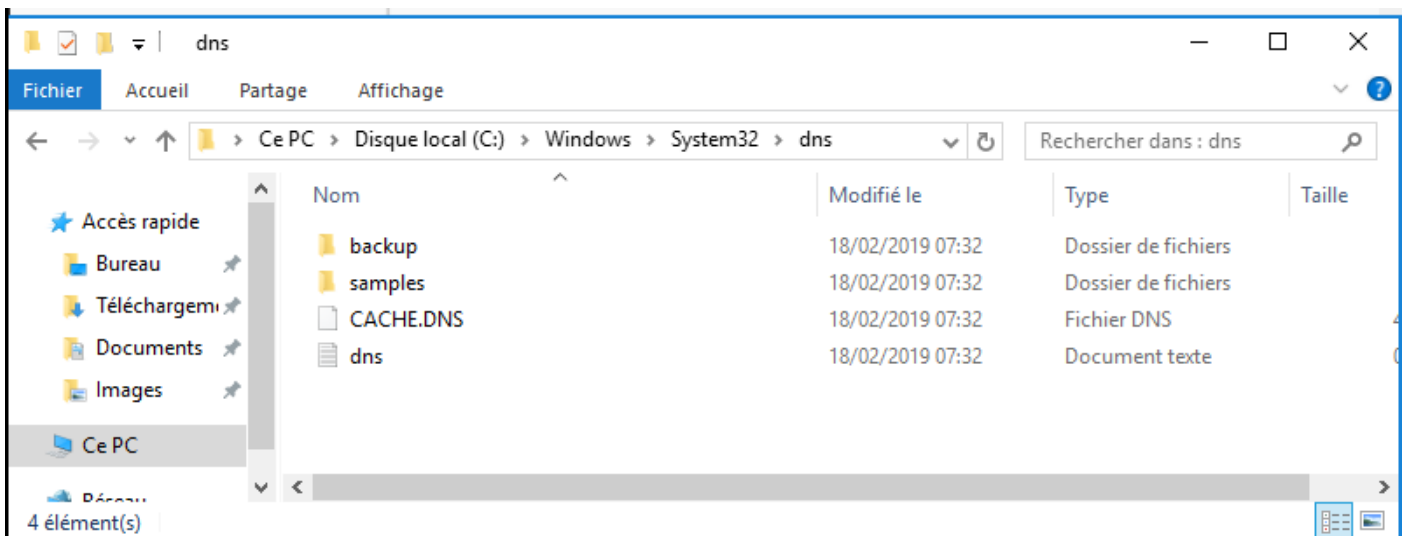 dns
Fichier Accueil Partage Affichage
Ce PC > Disque local (C:) > Windows > System32 > dns Rechercher dans : dns
Nom Modifié le Type Taille
Accès rapide
Bureau
Téléchargem
Documents
Images
Ce PC
Réseau
backup 18/02/2019 07:32 Dossier de fichiers
samples 18/02/2019 07:32 Dossier de fichiers
CACHE.DNS 18/02/2019 07:32 Fichier DNS
dns 18/02/2019 07:32 Document texte
4 élément(s)